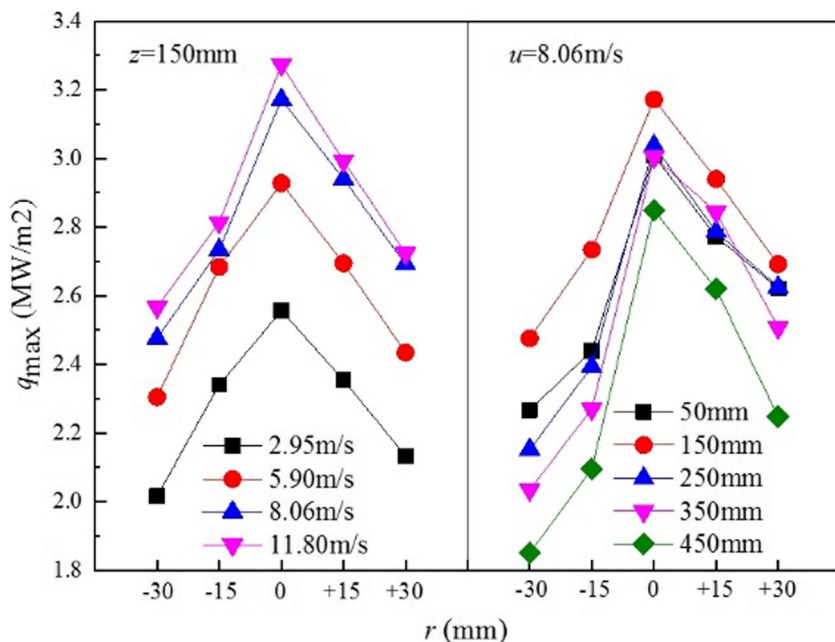 z=150mm
u=8.06m/s
3.4
3.2
3.0
2.8
2.6
2.4
2.2
2.0
1.8
qmax (MW/m2)
2.95m/s
5.90m/s
8.06m/s
11.80m/s
50mm
150mm
250mm
350mm
450mm
-30 -15 0 +15 +30 -30 -15 0 +15 +30
r (mm)